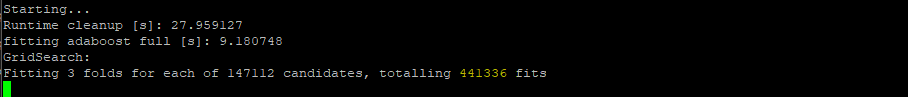 Starting...
Runtime cleanup [s]: 27.959127
fitting adaboost full [s]: 9.180748
GridSearch:
Fitting 3 folds for each of 147112 candidates, totalling 441336 fits